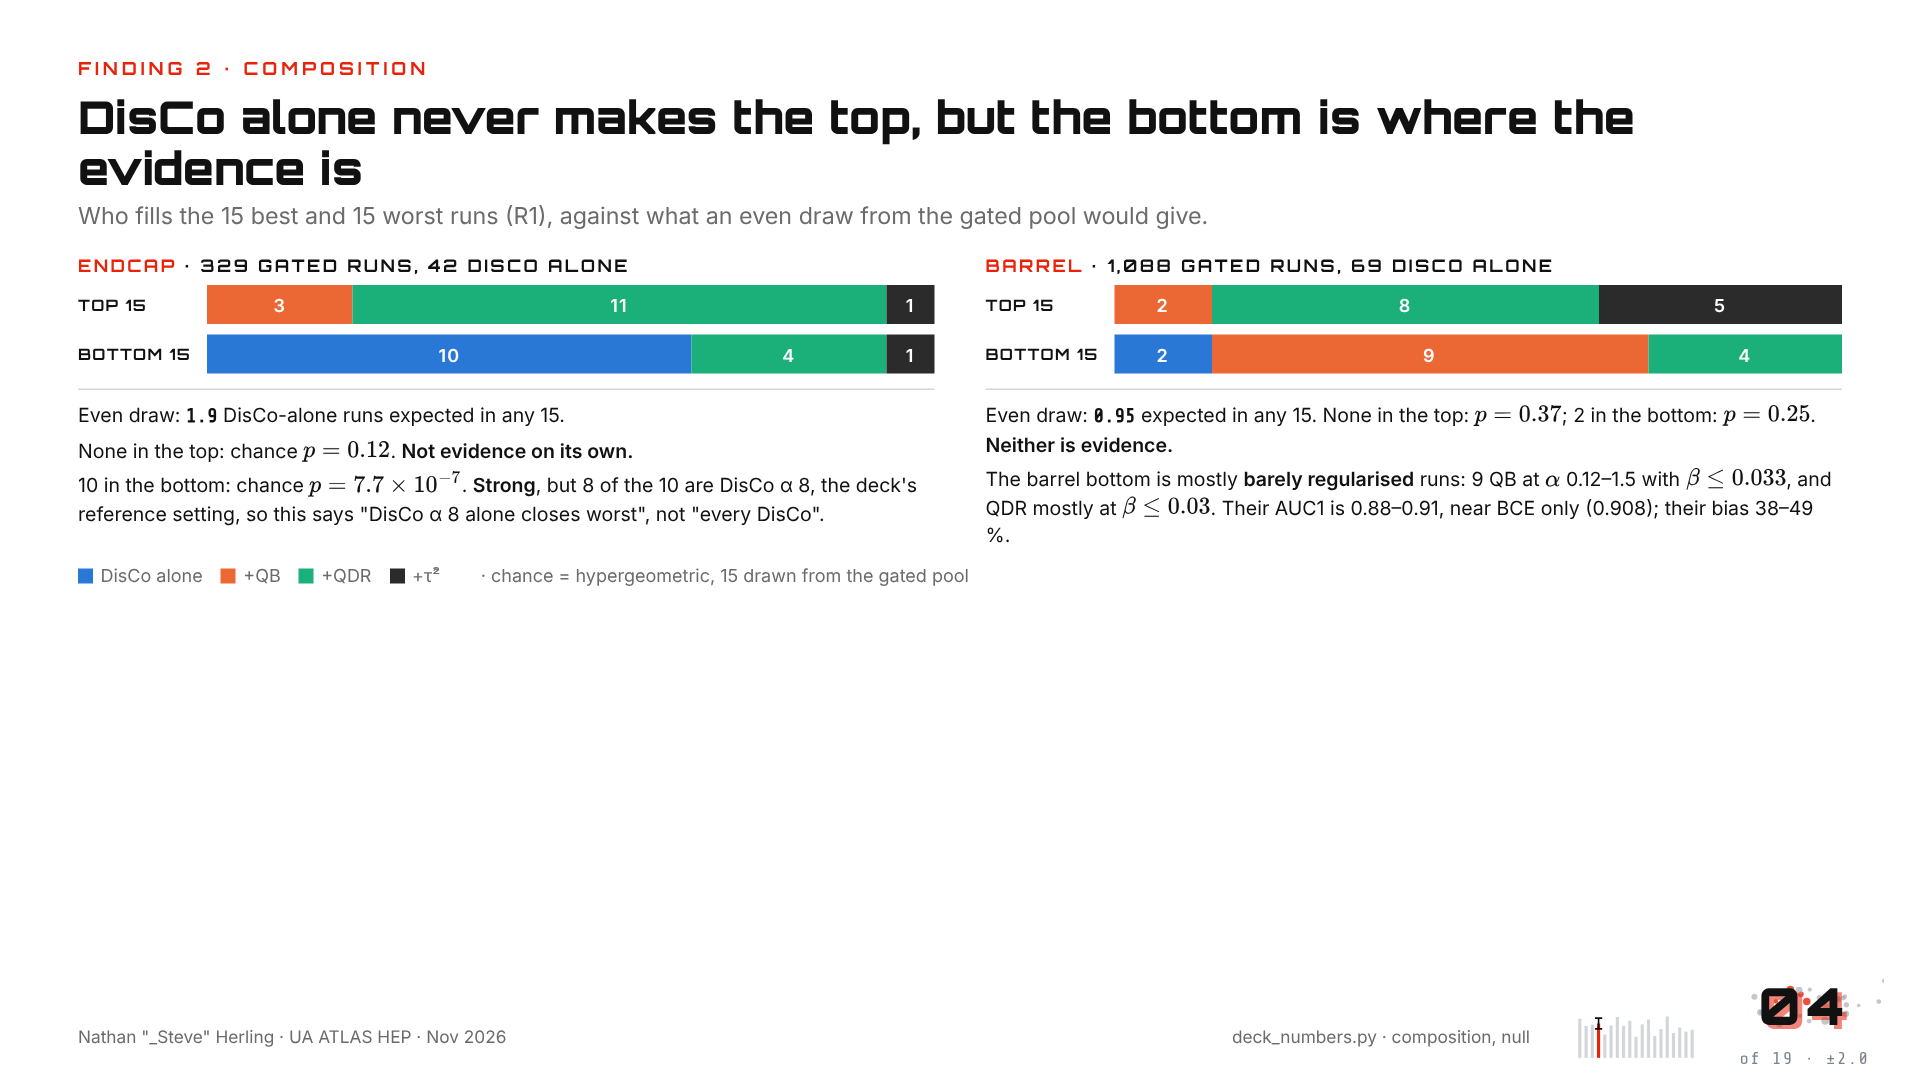 FINDING 2 · COMPOSITION
DisCo alone never makes the top, but the bottom is where the
evidence is
Who fills the 15 best and 15 worst runs (R1), against what an even draw from the gated pool would give.
ENDCAP · 329 GATED RUNS, 42 DISCO ALONE
TOP 15 3 11 1
BOTTOM 15 10 4 1
Even draw: 1.9 DisCo-alone runs expected in any 15.
None in the top: chance p = 0.12. Not evidence on its own.
10 in the bottom: chance p = 7.7 × 10⁻⁷. Strong, but 8 of the 10 are DisCo α 8, the deck's
reference setting, so this says "DisCo α 8 alone closes worst", not "every DisCo".
BARREL · 1,088 GATED RUNS, 69 DISCO ALONE
TOP 15 2 8 5
BOTTOM 15 2 9 4
Even draw: 0.95 expected in any 15. None in the top: p = 0.37; 2 in the bottom: p = 0.25.
Neither is evidence.
The barrel bottom is mostly barely regularised runs: 9 QB at α 0.12–1.5 with β ≤ 0.033, and
QDR mostly at β ≤ 0.03. Their AUC1 is 0.88–0.91, near BCE only (0.908); their bias 38–49
%.
DisCo alone +QB +QDR +τ² · chance = hypergeometric, 15 drawn from the gated pool
Nathan "_Steve" Herling · UA ATLAS HEP · Nov 2026
deck_numbers.py · composition, null
04
of 19 · ±2.0